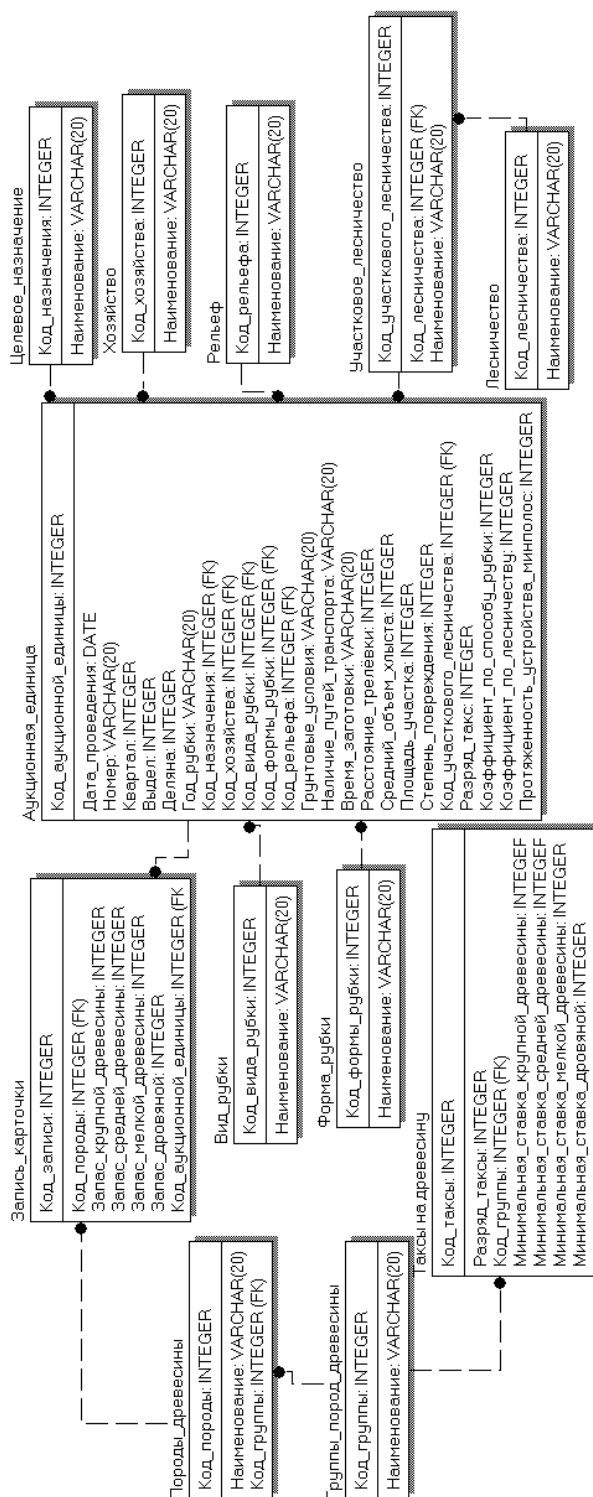 Породы_древесины
Код_породы: INTEGER
Наименование: VARCHAR(20)
Код_группы: INTEGER (FK)
Группы_пород_древесины
Код_группы: INTEGER
Наименование: VARCHAR(20)
Запись_карточки
Код_записи: INTEGER
Код_породы: INTEGER (FK)
Запас_крупной_древесины: INTEGER
Запас_средней_древесины: INTEGER
Запас_мелкой_древесины: INTEGER
Запас_дровяной: INTEGER
Код_аукционной_единицы: INTEGER (FK
Вид_рубки
Код_вида_рубки: INTEGER
Наименование: VARCHAR(20)
Форма_рубки
Код_формы_рубки: INTEGER
Наименование: VARCHAR(20)
Таксы на древесину
Код_таксы: INTEGER
Разряд_таксы: INTEGER
Код_группы: INTEGER (FK)
Минимальная_ставка_крупной_древесины: INTEGEF
Минимальная_ставка_средней_древесины: INTEGEF
Минимальная_ставка_мелкой_древесины: INTEGER
Минимальная_ставка_дровяной: INTEGER
Аукционная_единица
Код_аукционной_единицы: INTEGER
Дата_проведения: DATE
Номер: VARCHAR(20)
Квартал: INTEGER
Выдел: INTEGER
Деляна: INTEGER
Год_рубки: VARCHAR(20)
Код_назначения: INTEGER (FK)
Код_хозяйства: INTEGER (FK)
Код_вида_рубки: INTEGER (FK)
Код_формы_рубки: INTEGER (FK)
Код_рельефа: INTEGER (FK)
Грунтовые_условия: VARCHAR(20)
Наличие_путей_транспорта: VARCHAR(20)
Время_заготовки: VARCHAR(20)
Расстояние_трелёвки: INTEGER
Средний_объем_хлыста: INTEGER
Площадь_участка: INTEGER
Степень_повреждения: INTEGER
Код_участкового_лесничества: INTEGER (FK)
Разряд_такс: INTEGER
Коэффициент_по_способу_рубки: INTEGER
Коэффициент_по_лесничеству: INTEGER
Протяженность_устройства_минполос: INTEGER
Целевое_назначение
Код_назначения: INTEGER
Наименование: VARCHAR(20)
Хозяйство
Код_хозяйства: INTEGER
Наименование: VARCHAR(20)
Рельеф
Код_рельефа: INTEGER
Наименование: VARCHAR(20)
Участковое_лесничество
Код_участкового_лесничества: INTEGER
Код_лесничества: INTEGER (FK)
Наименование: VARCHAR(20)
Лесничество
Код_лесничества: INTEGER
Наименование: VARCHAR(20)